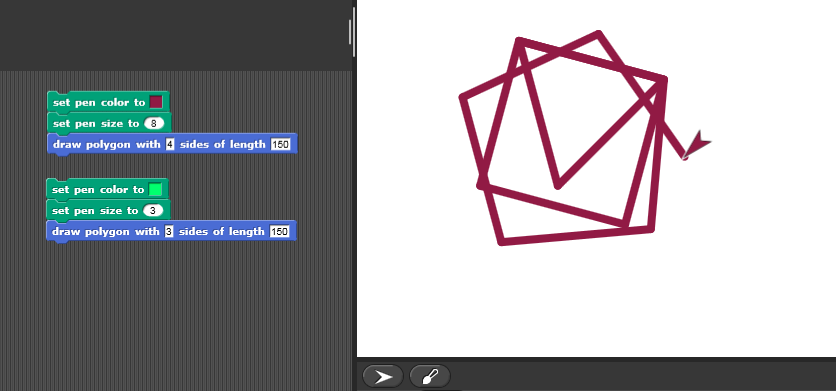 set pen color to
set pen size to 8
draw polygon with 4 sides of length 150
set pen color to
set pen size to 3
draw polygon with 3 sides of length 150